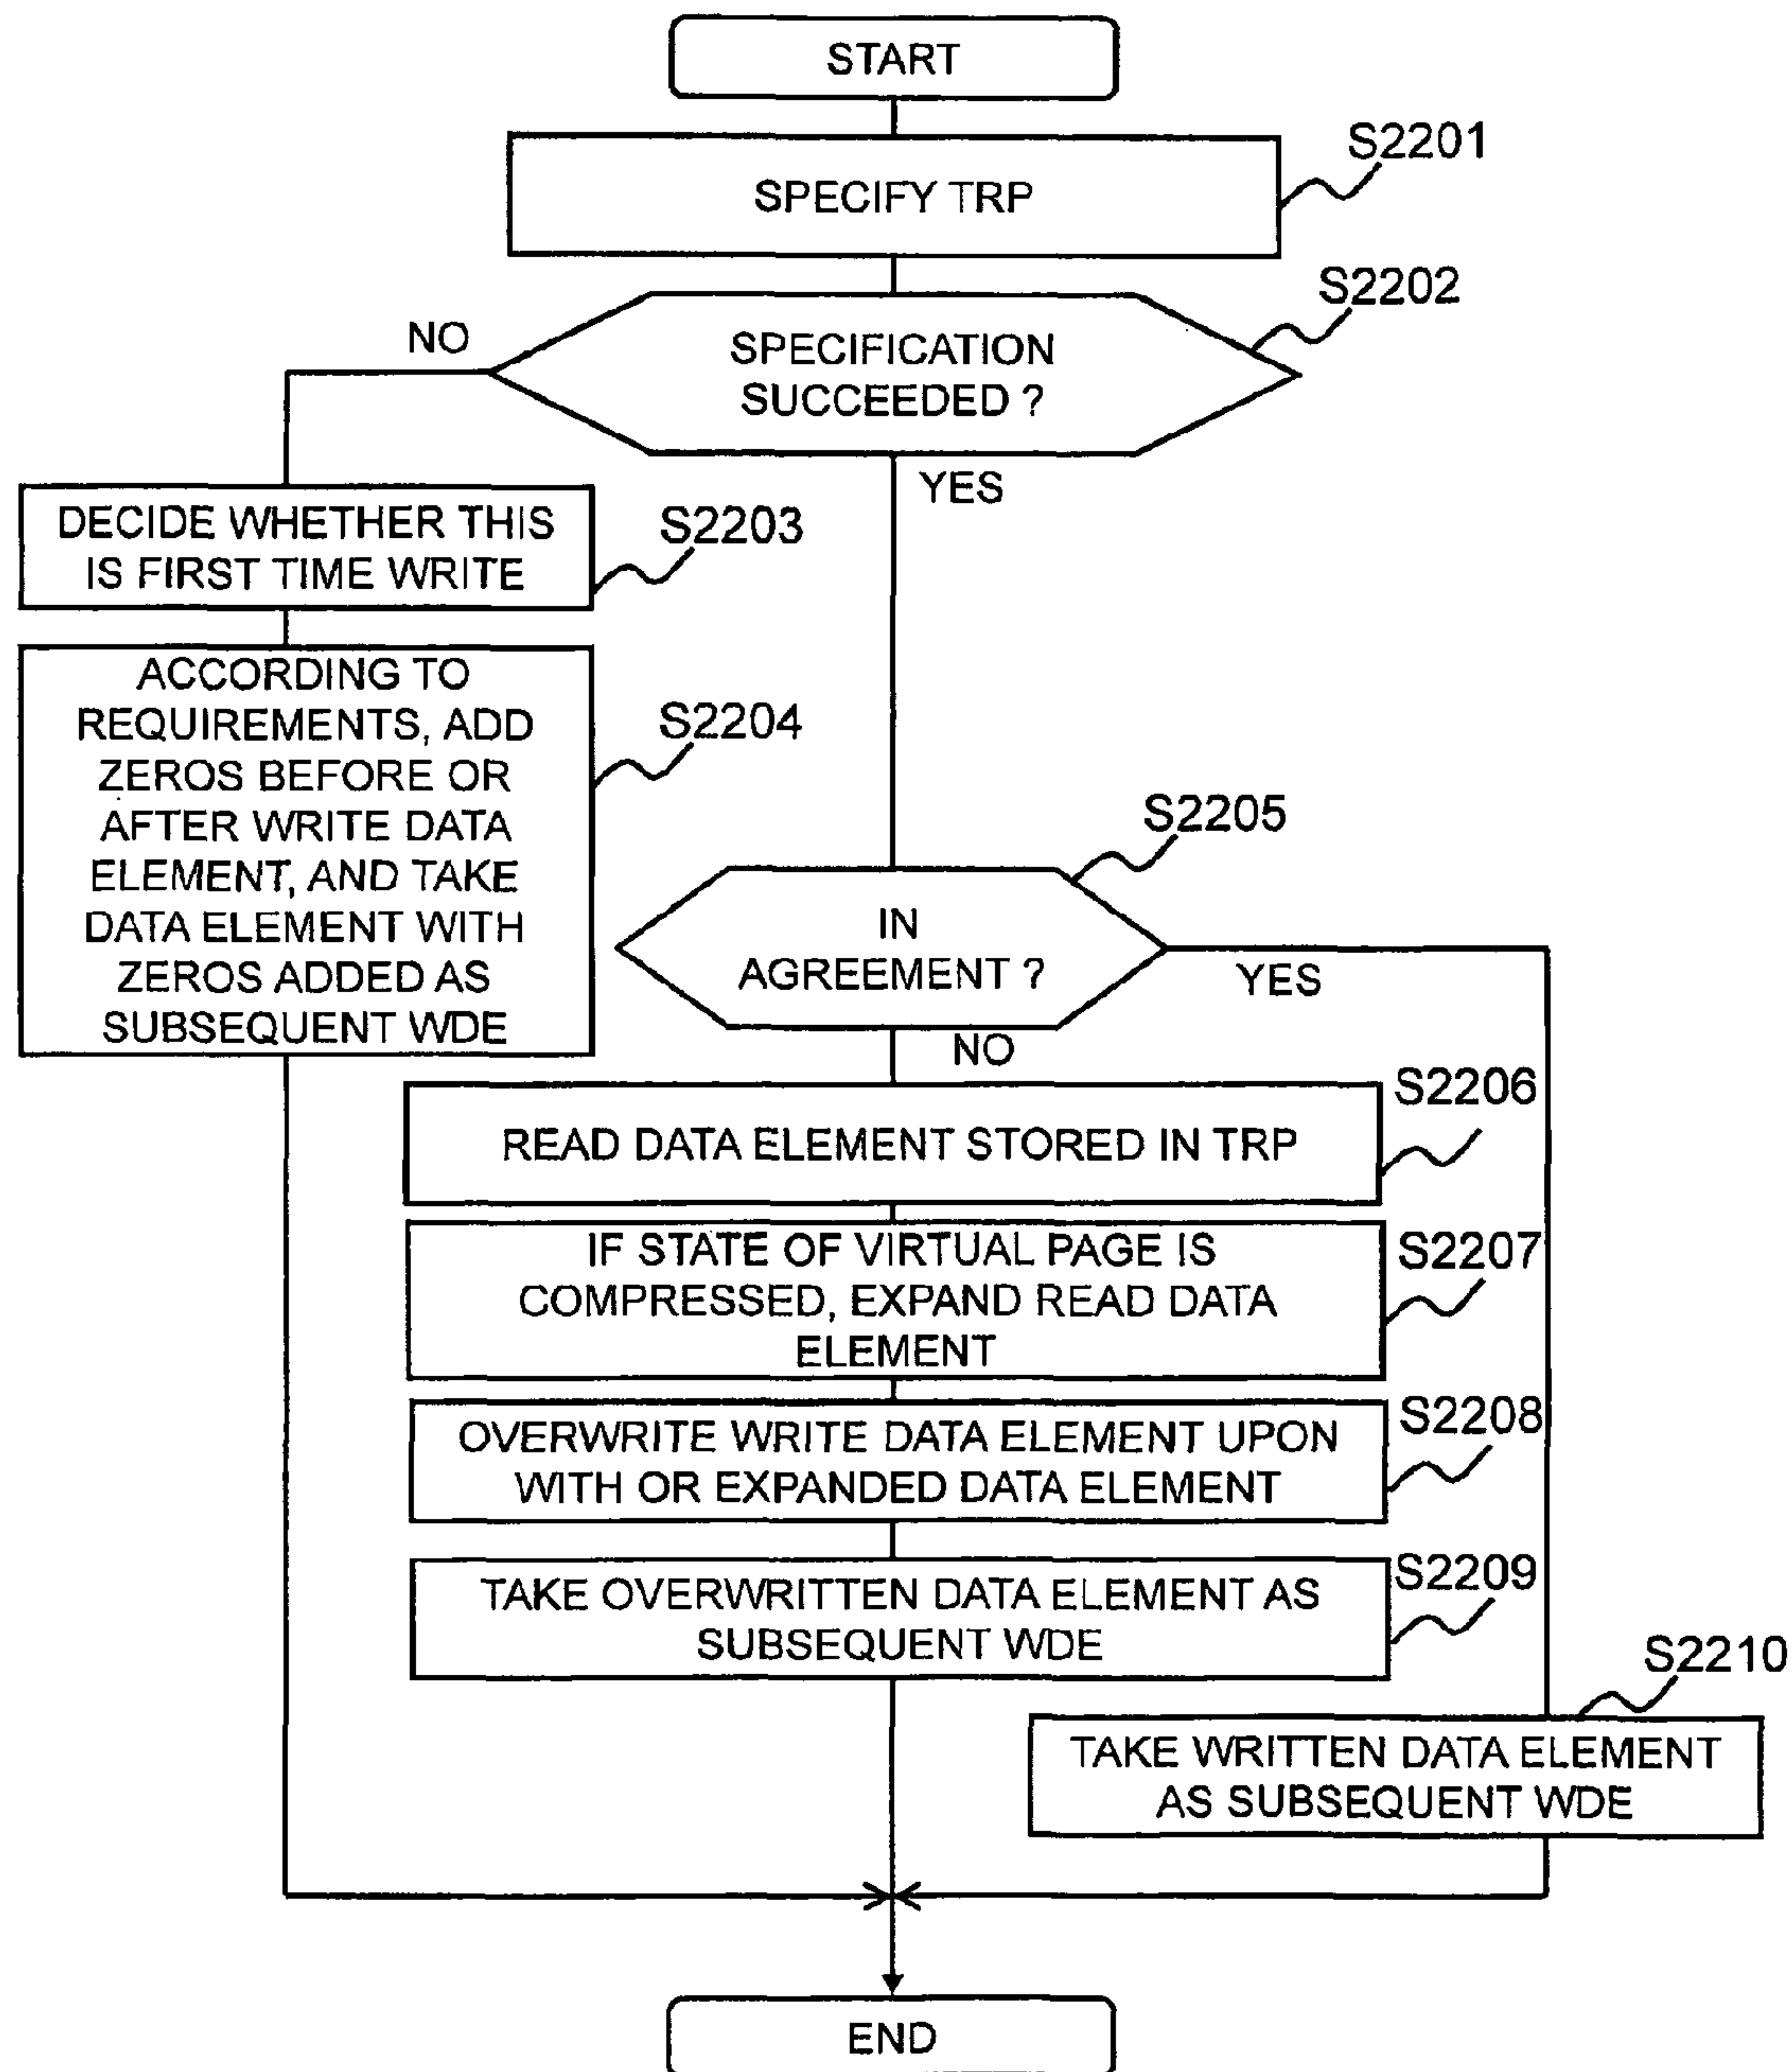 START
S2201
SPECIFY TRP
S2202
NO
SPECIFICATION
SUCCEEDED ?
YES
DECIDE WHETHER THIS
IS FIRST TIME WRITE
S2203
ACCORDING TO
REQUIREMENTS, ADD
ZEROS BEFORE OR
AFTER WRITE DATA
ELEMENT, AND TAKE
DATA ELEMENT WITH
ZEROS ADDED AS
SUBSEQUENT WDE
S2204
S2205
IN
AGREEMENT ?
YES
NO
S2206
READ DATA ELEMENT STORED IN TRP
S2207
IF STATE OF VIRTUAL PAGE IS
COMPRESSED, EXPAND READ DATA
ELEMENT
S2208
OVERWRITE WRITE DATA ELEMENT UPON
WITH OR EXPANDED DATA ELEMENT
S2209
TAKE OVERWRITTEN DATA ELEMENT AS
SUBSEQUENT WDE
S2210
TAKE WRITTEN DATA ELEMENT
AS SUBSEQUENT WDE
END